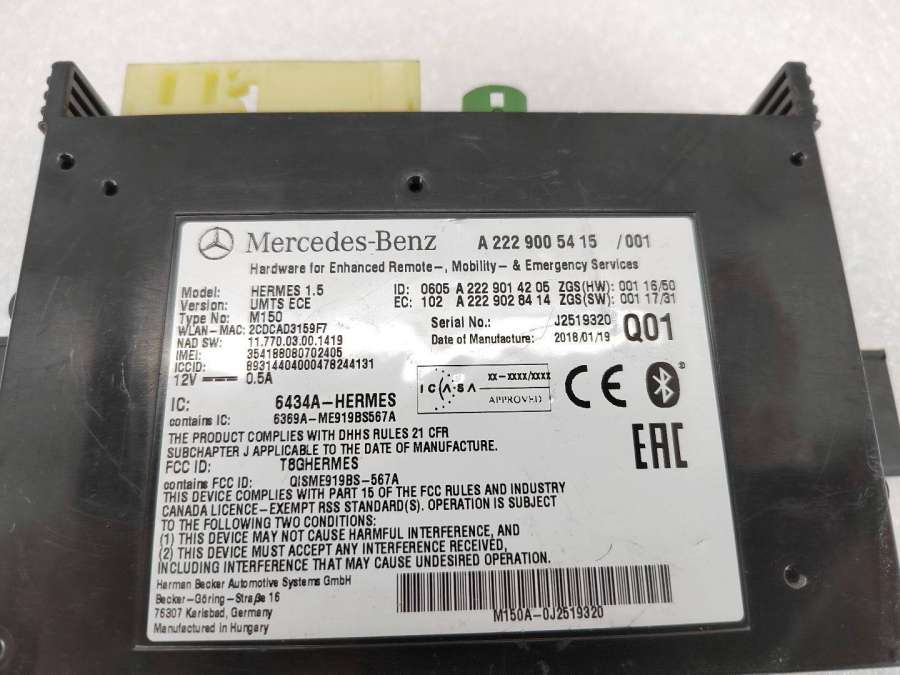 Mercedes-Benz A 222 900 54 15 /001
Hardware for Enhanced Remote-, Mobility- & Emergency Services
Model: HERMES 1.5 ID: 0605 A 222 901 42 05 ZGS(HW): 001 16/50
Version: UMTS ECE EC: 102 A 222 902 84 14 ZGS(SW): 001 17/31
Type No: M150
WLAN-MAC: 2CDCAD3159F7 Serial No.: J2519320 Q01
NAD SW: 11.770.03.00.1419 Date of Manufacture: 2018/01/19
IMEI: 354188080702405
ICCID: 89314404000478244131
12V 0.5A
ICASA xx-xxxx/xxxx APPROVED CE
IC: 6434A-HERMES
contains IC: 6369A-ME919BS567A
EAC
THE PRODUCT COMPLIES WITH DHHS RULES 21 CFR
SUBCHAPTER J APPLICABLE TO THE DATE OF MANUFACTURE.
FCC ID: T8GHERMES
contains FCC ID: QISME919BS-567A
THIS DEVICE COMPLIES WITH PART 15 OF THE FCC RULES AND INDUSTRY
CANADA LICENCE-EXEMPT RSS STANDARD(S). OPERATION IS SUBJECT
TO THE FOLLOWING TWO CONDITIONS:
(1) THIS DEVICE MAY NOT CAUSE HARMFUL INTERFERENCE, AND
(2) THIS DEVICE MUST ACCEPT ANY INTERFERENCE RECEIVED,
INCLUDING INTERFERENCE THAT MAY CAUSE UNDESIRED OPERATION.
Harman Becker Automotive Systems GmbH
Becker-Göring-Straße 16
76307 Karlsbad, Germany
Manufactured in Hungary
M150A-0J2519320